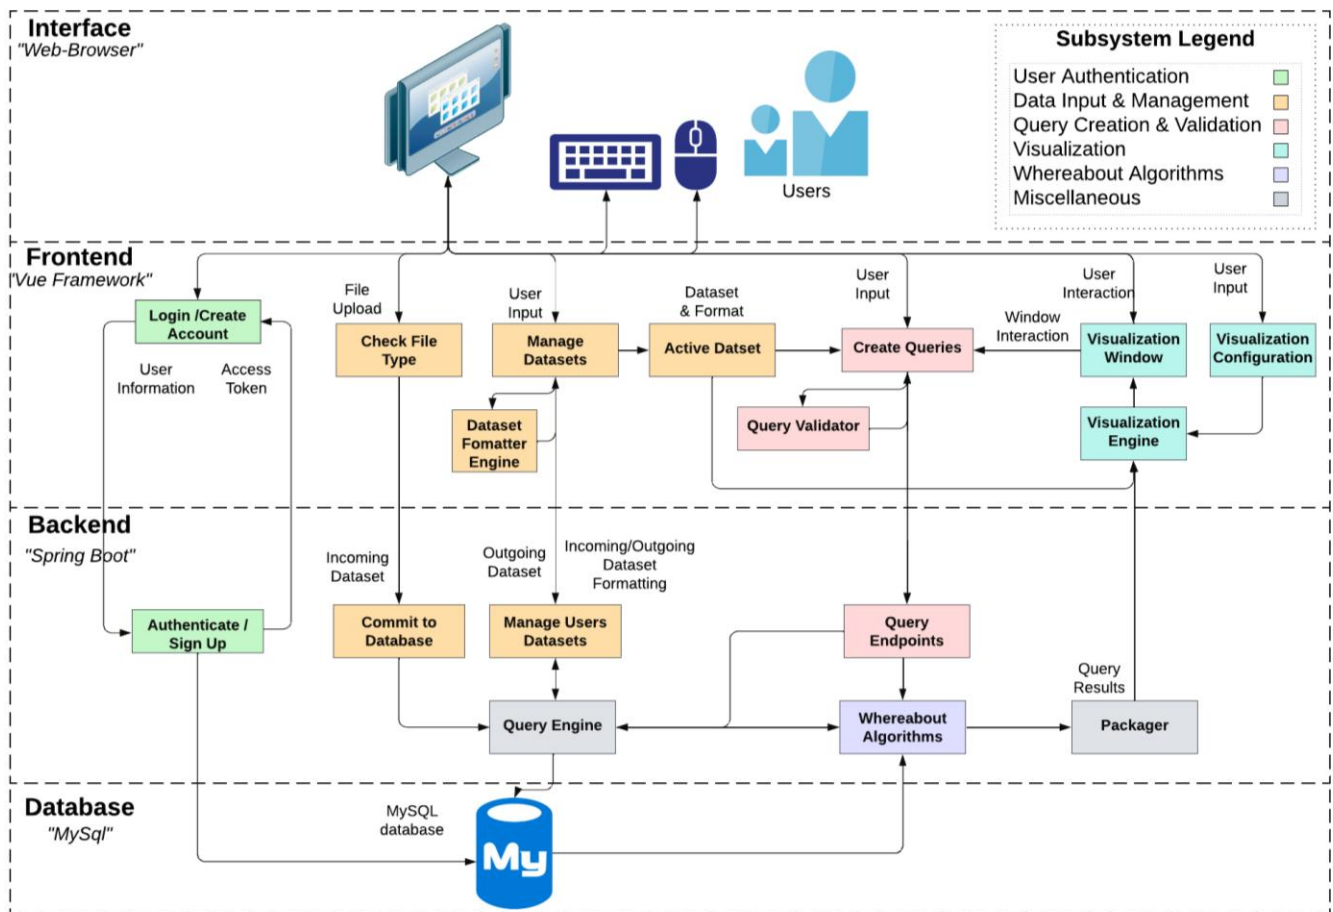 Interface
"Web-Browser"
Users
Subsystem Legend
User Authentication
Data Input & Management
Query Creation & Validation
Visualization
Whereabout Algorithms
Miscellaneous
Frontend
"Vue Framework"
Login /Create
Account
User
Information
Access
Token
File
Upload
Check File
Type
User
Input
Manage
Datasets
Dataset
Fomatter
Engine
Dataset
& Format
Active Datset
User
Input
Create Queries
Query Validator
Window
Interaction
User
Interaction
Visualization
Window
Visualization
Engine
User
Input
Visualization
Configuration
Backend
"Spring Boot"
Authenticate /
Sign Up
Incoming
Dataset
Commit to
Database
Outgoing
Dataset
Incoming/Outgoing
Dataset
Formatting
Manage Users
Datasets
Query Engine
Query
Endpoints
Whereabout
Algorithms
Query
Results
Packager
Database
"MySql"
MySQL
database
My